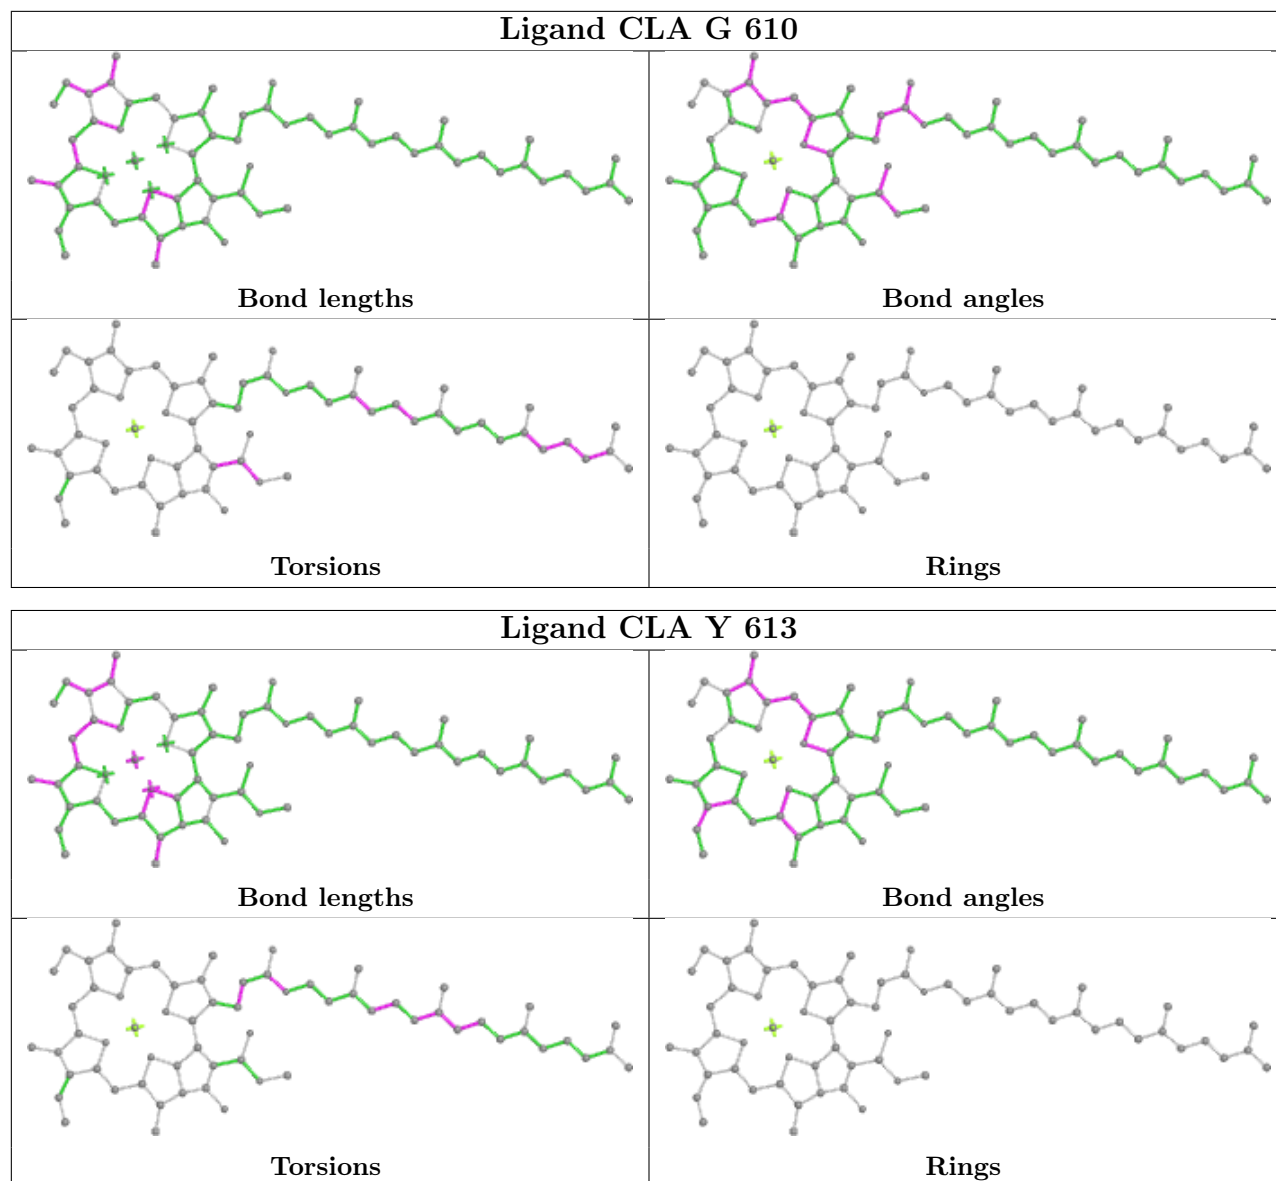 Ligand CLA G 610
Bond lengths
Bond angles
Torsions
Rings
Ligand CLA Y 613
Bond lengths
Bond angles
Torsions
Rings